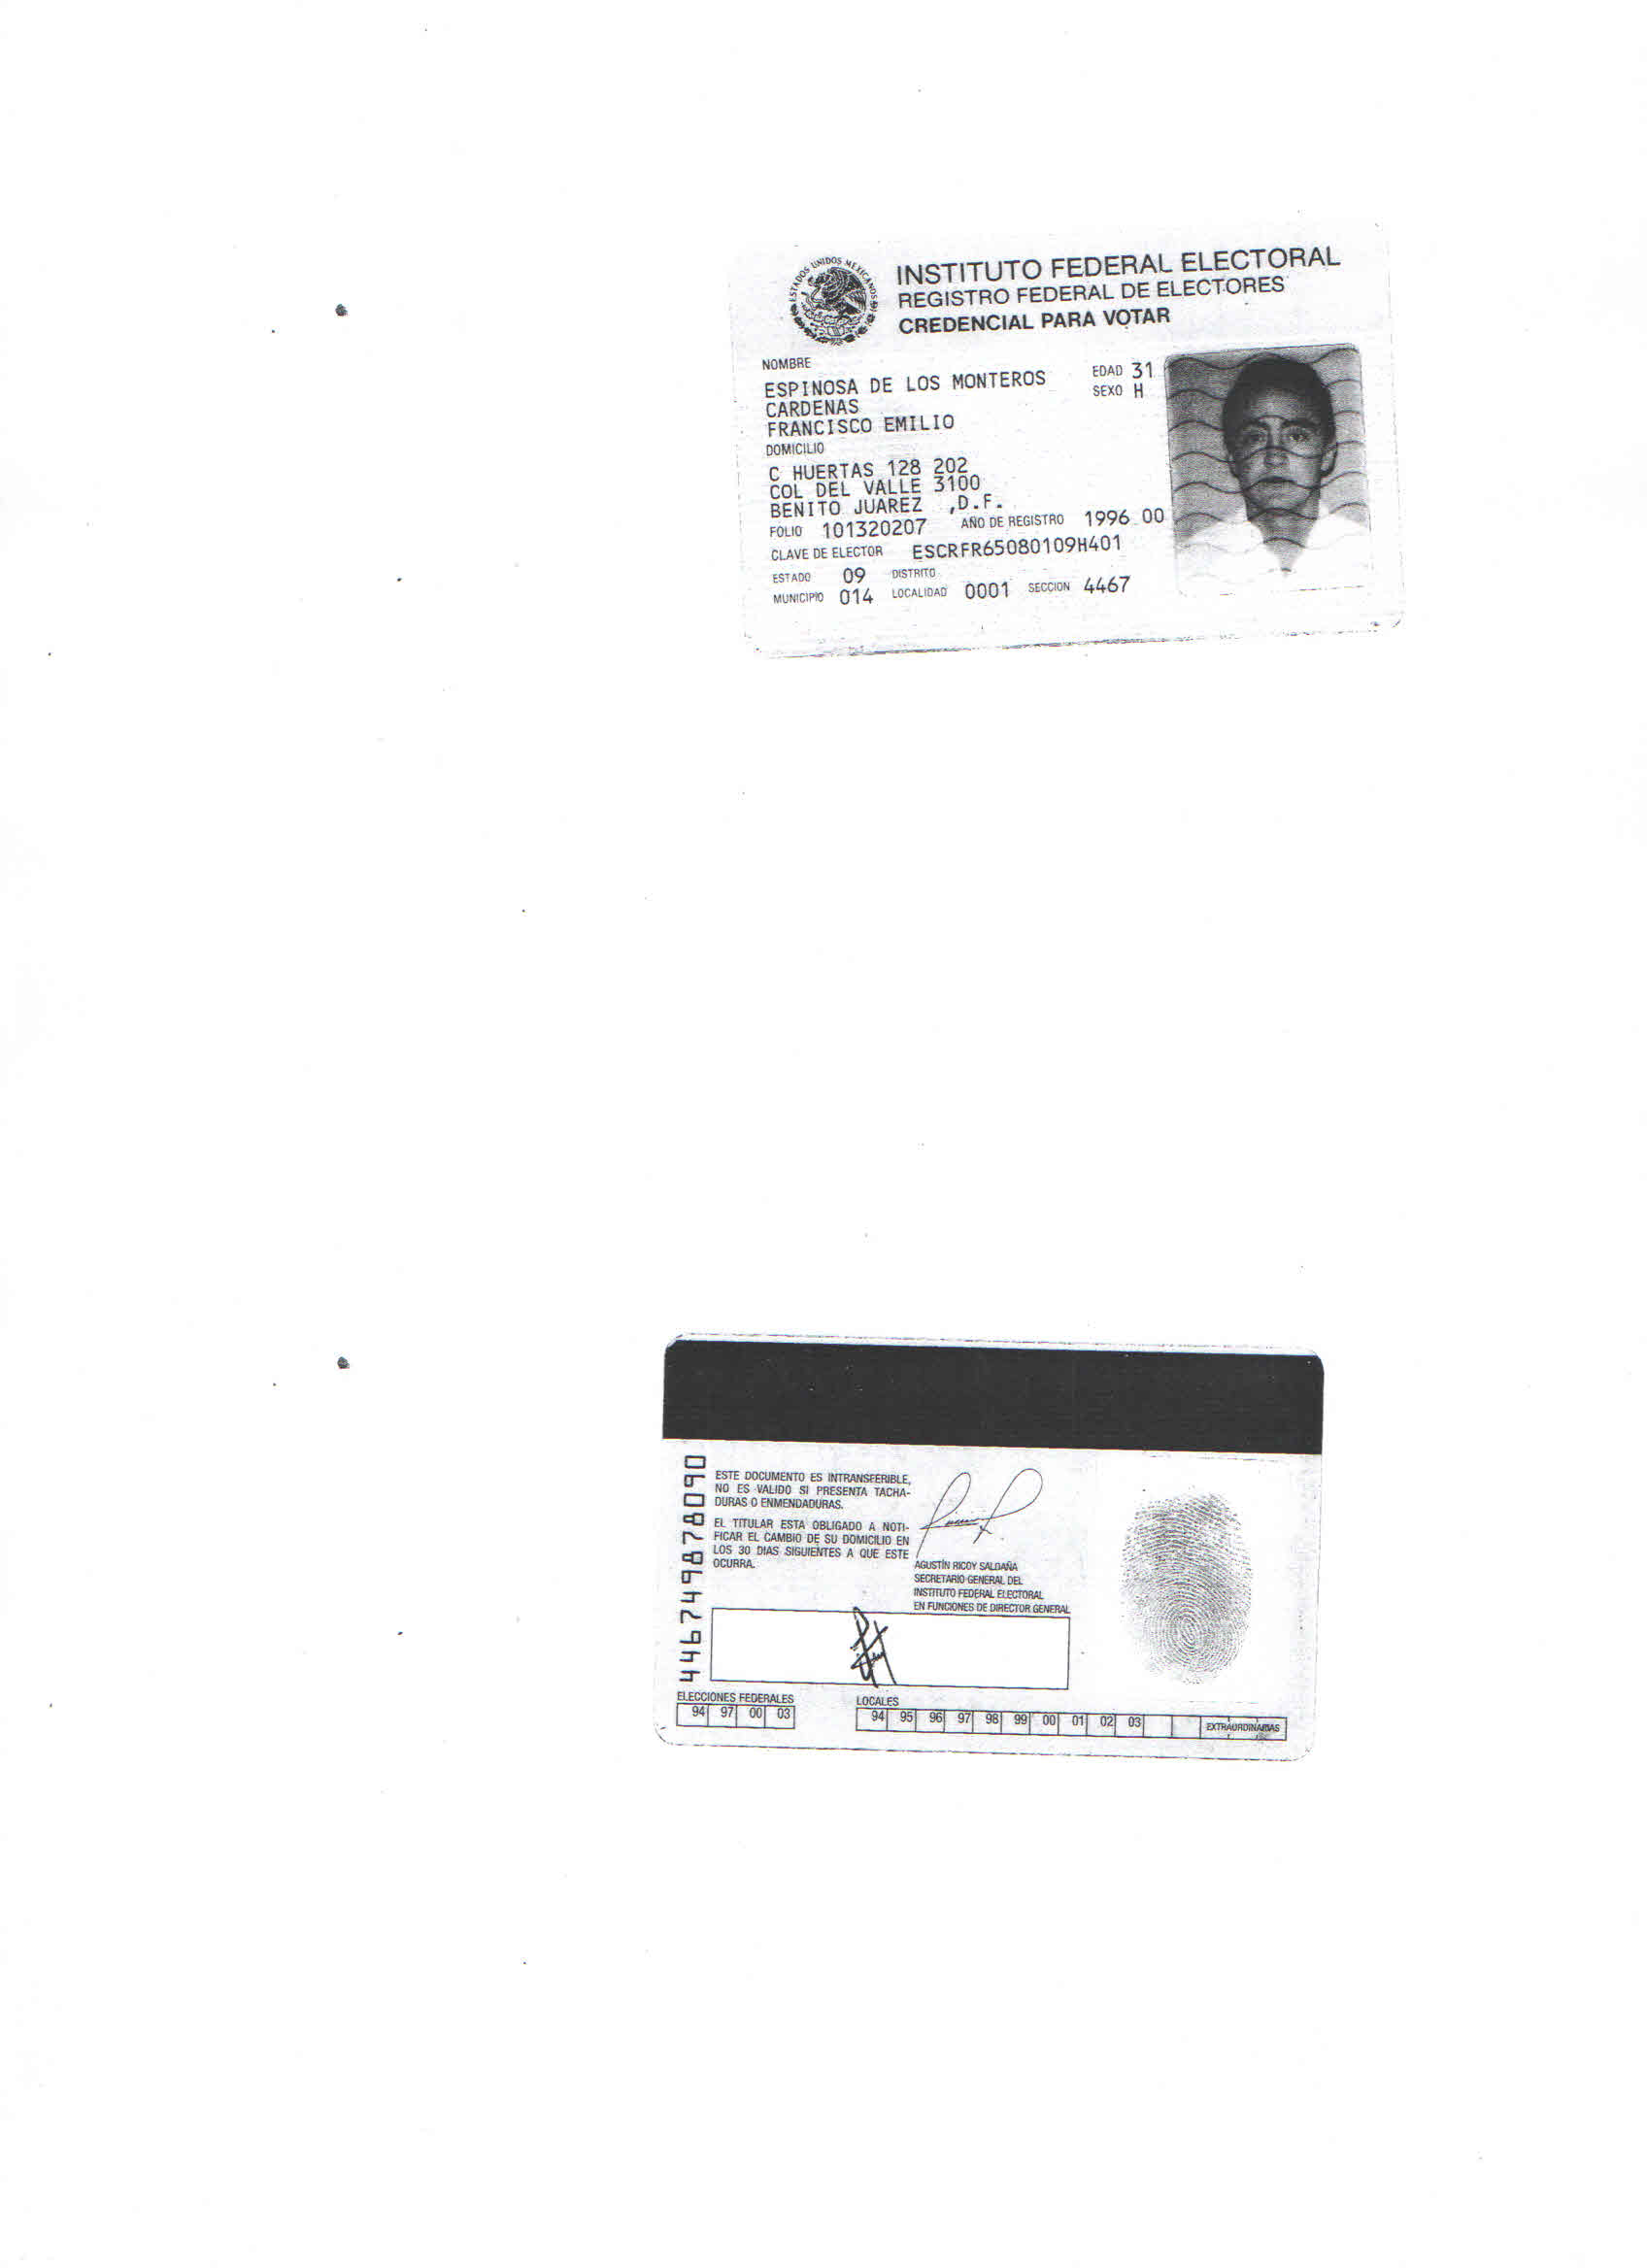 ESTADOS UNIDOS MEXICANOS
INSTITUTO FEDERAL ELECTORAL
REGISTRO FEDERAL DE ELECTORES
CREDENCIAL PARA VOTAR
NOMBRE
ESPINOSA DE LOS MONTEROS
CARDENAS
FRANCISCO EMILIO
EDAD 31
SEXO H
DOMICILIO
C HUERTAS 128 202
COL DEL VALLE 3100
BENITO JUAREZ ,D.F.
FOLIO 101320207 AÑO DE REGISTRO 1996 00
CLAVE DE ELECTOR ESCRFR65080109H401
ESTADO 09 DISTRITO
MUNICIPIO 014 LOCALIDAD 0001 SECCION 4467
446749878090
ESTE DOCUMENTO ES INTRANSFERIBLE,
NO ES VALIDO SI PRESENTA TACHA-
DURAS O ENMENDADURAS.
EL TITULAR ESTA OBLIGADO A NOTI-
FICAR EL CAMBIO DE SU DOMICILIO EN
LOS 30 DIAS SIGUIENTES A QUE ESTE
OCURRA.
AGUSTÍN RICOY SALDAÑA
SECRETARIO GENERAL DEL
INSTITUTO FEDERAL ELECTORAL
EN FUNCIONES DE DIRECTOR GENERAL
ELECCIONES FEDERALES
94 97 00 03
LOCALES
94 95 96 97 98 99 00 01 02 03
EXTRAORDINARIAS